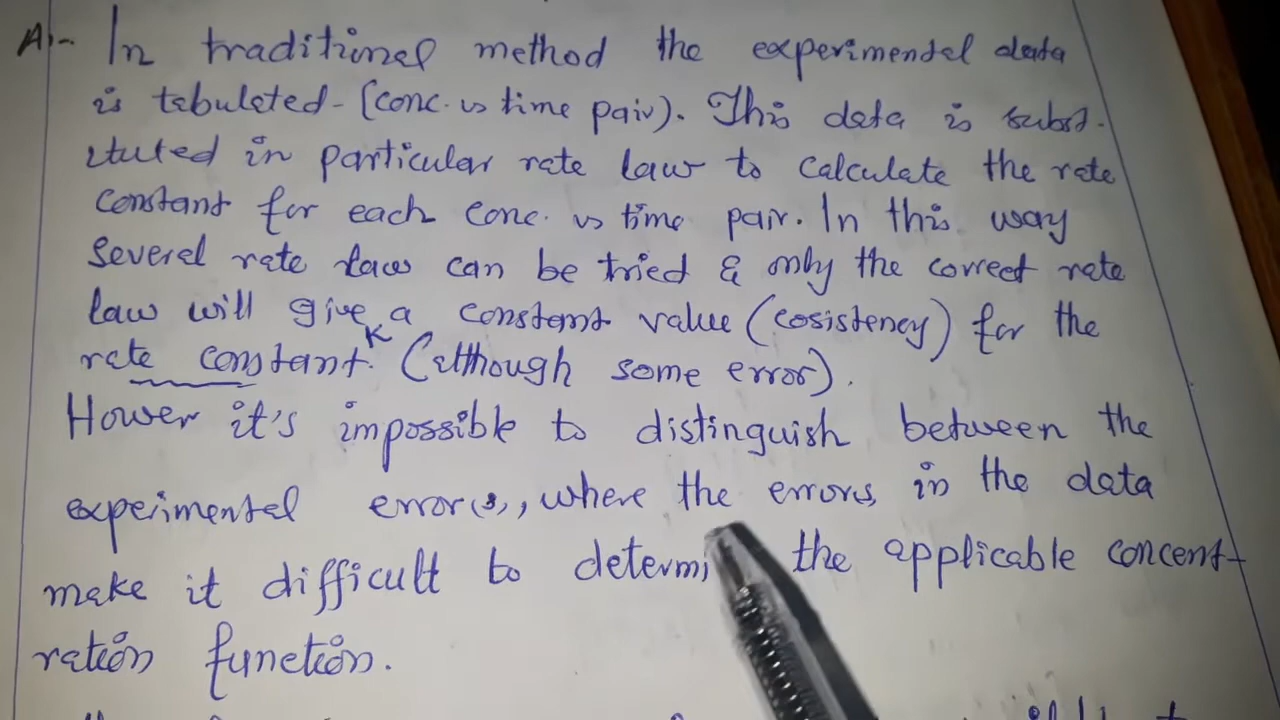 A:- In traditional method the experimental data
is tabulated - (conc. vs time pair). This data is subst-
ituted in particular rate law to calculate the rate
constant for each conc. vs time pair. In this way
several rate laws can be tried & only the correct rate
law will give a constant value (cosistency) for the
rate constant K (although some error).
Hower it's impossible to distinguish between the
experimental error(s), where the errors in the data
make it difficult to determi the applicable concent-
ration function.